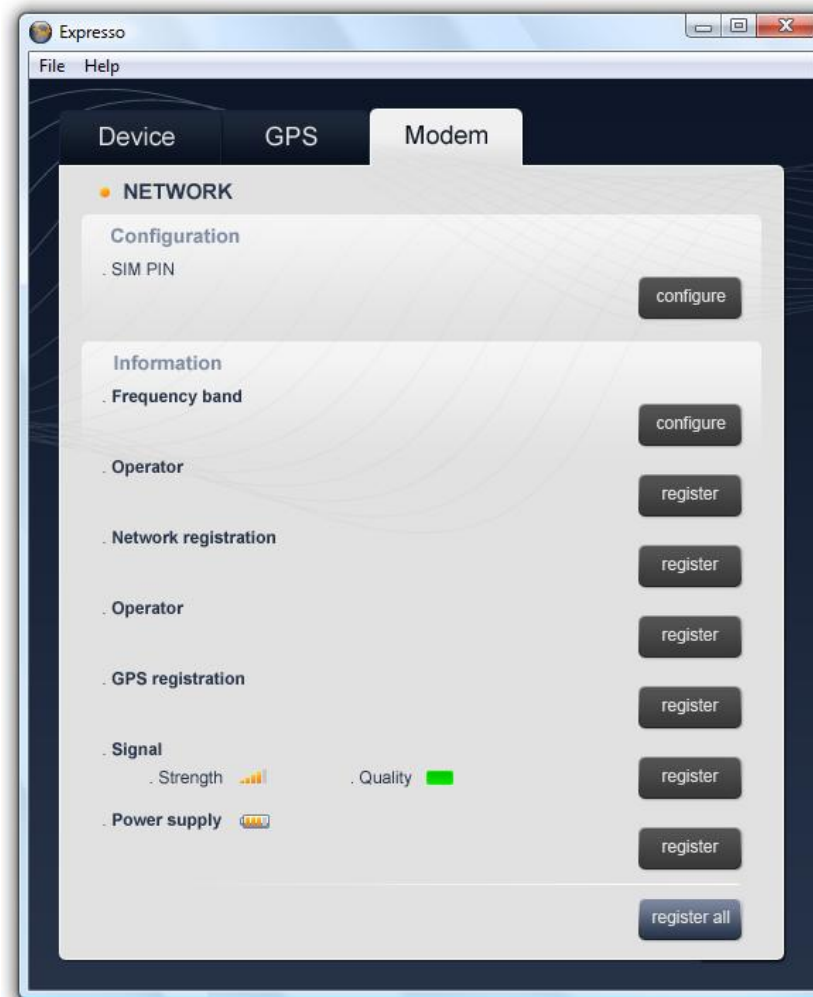 Expresso
File Help
Device GPS Modem
NETWORK
Configuration
. SIM PIN
configure
Information
. Frequency band
configure
. Operator
register
. Network registration
register
. Operator
register
. GPS registration
register
. Signal
. Strength . Quality
register
. Power supply
register
register all